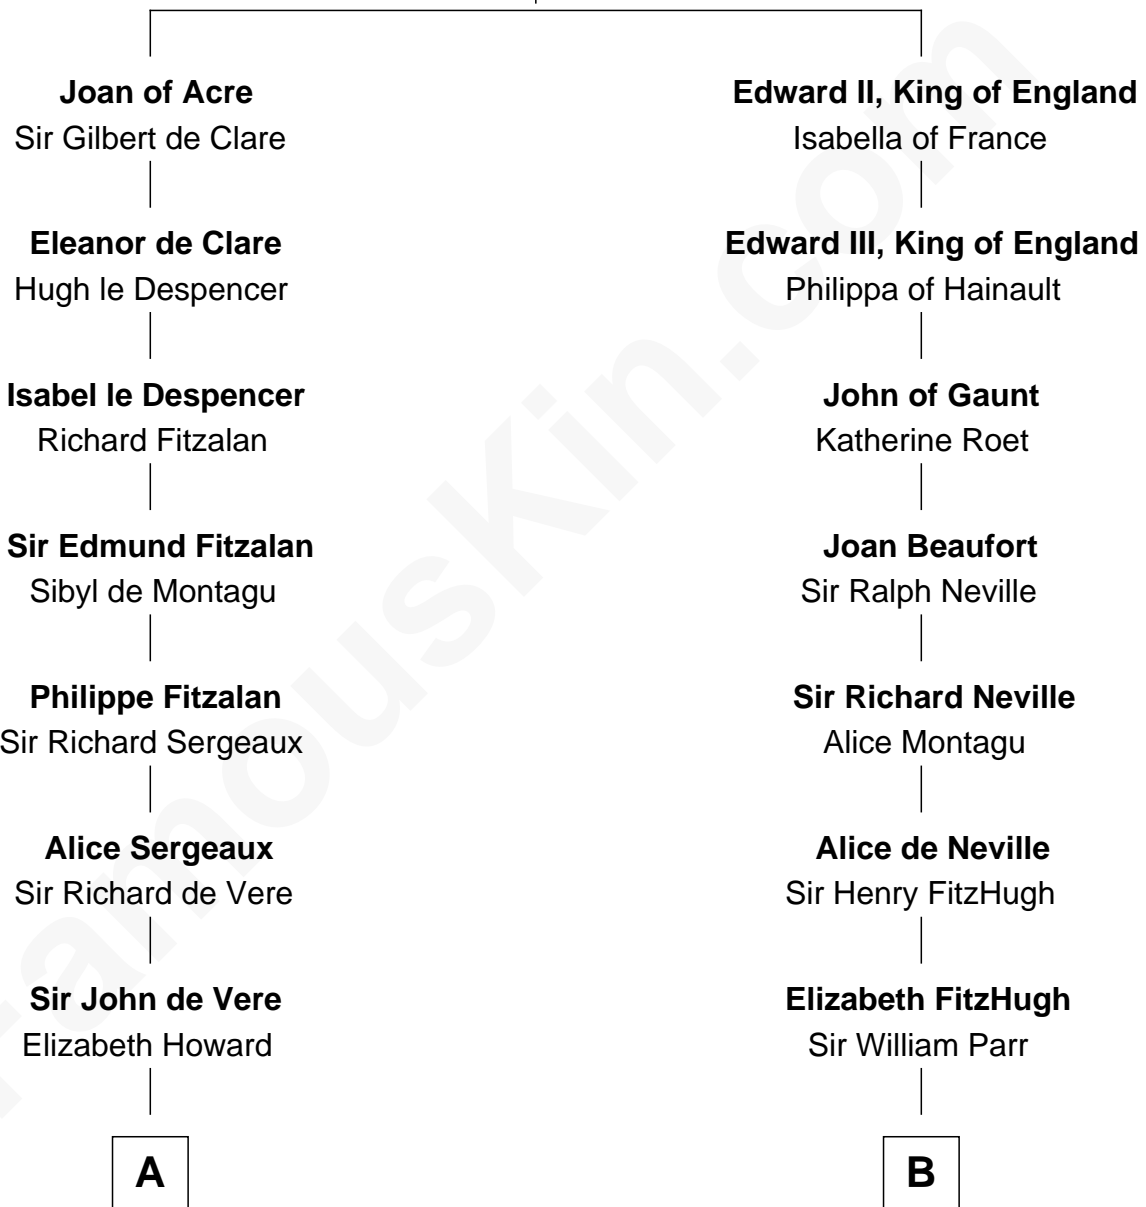 Joan of Acre
Sir Gilbert de Clare
Eleanor de Clare
Hugh le Despencer
Isabel le Despencer
Richard Fitzalan
Sir Edmund Fitzalan
Sibyl de Montagu
Philippe Fitzalan
Sir Richard Sergeaux
Alice Sergeaux
Sir Richard de Vere
Sir John de Vere
Elizabeth Howard
A
Edward II, King of England
Isabella of France
Edward III, King of England
Philippa of Hainault
John of Gaunt
Katherine Roet
Joan Beaufort
Sir Ralph Neville
Sir Richard Neville
Alice Montagu
Alice de Neville
Sir Henry FitzHugh
Elizabeth FitzHugh
Sir William Parr
B
FamousKin.com